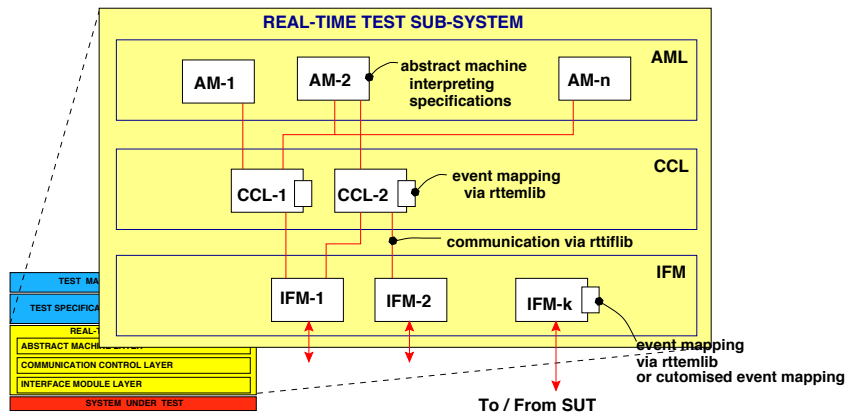 REAL-TIME TEST SUB-SYSTEM
AML
AM-1
AM-2
AM-n
abstract machine
interpreting
specifications
CCL
CCL-1
CCL-2
event mapping
via rttemlib
communication via rttiflib
IFM
IFM-1
IFM-2
IFM-k
event mapping
via rttemlib
or cutomised event mapping
To / From SUT
TEST MA
TEST SPECIFICA
REAL-T
ABSTRACT MACHINE LAYER
COMMUNICATION CONTROL LAYER
INTERFACE MODULE LAYER
SYSTEM UNDER TEST